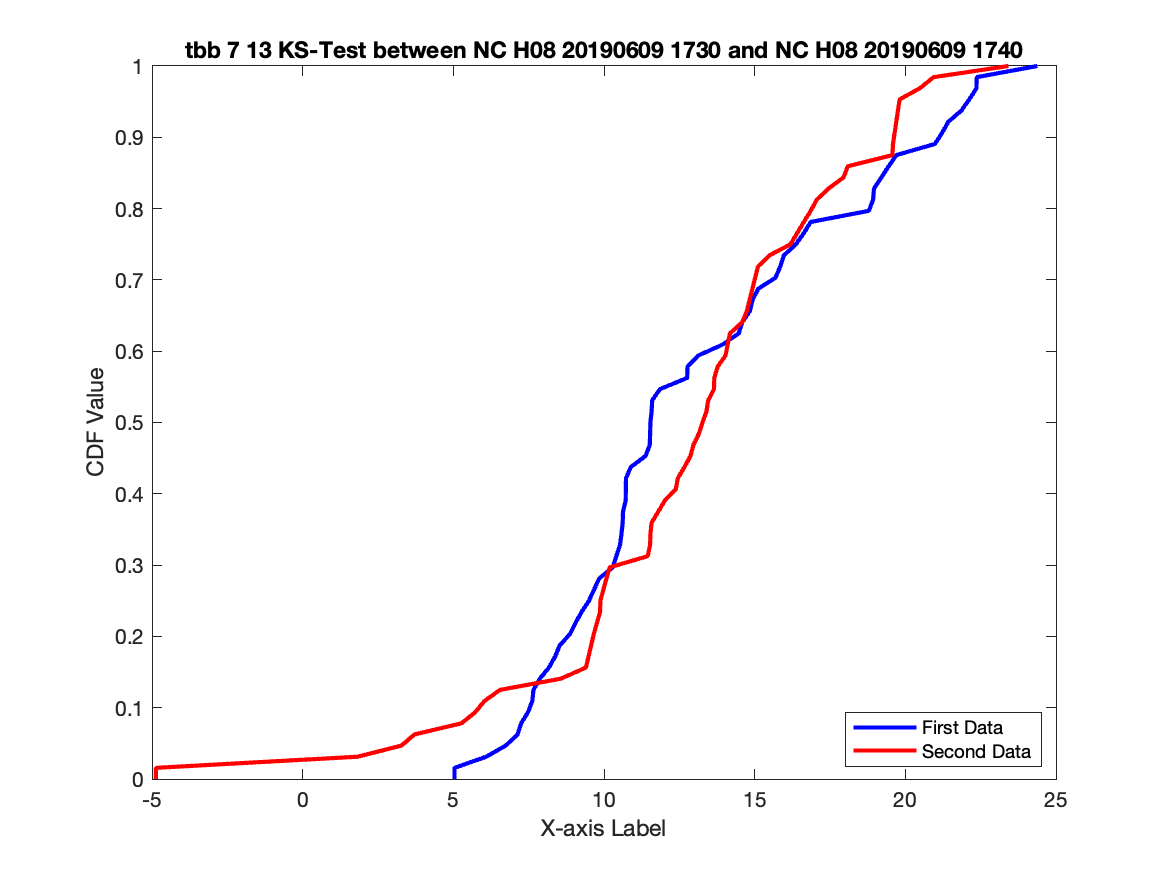 tbb 7 13 KS-Test between NC H08 20190609 1730 and NC H08 20190609 1740
1
0.9
0.8
0.7
0.6
0.5
0.4
0.3
0.2
0.1
0
CDF Value
First Data
Second Data
-5 0 5 10 15 20 25
X-axis Label